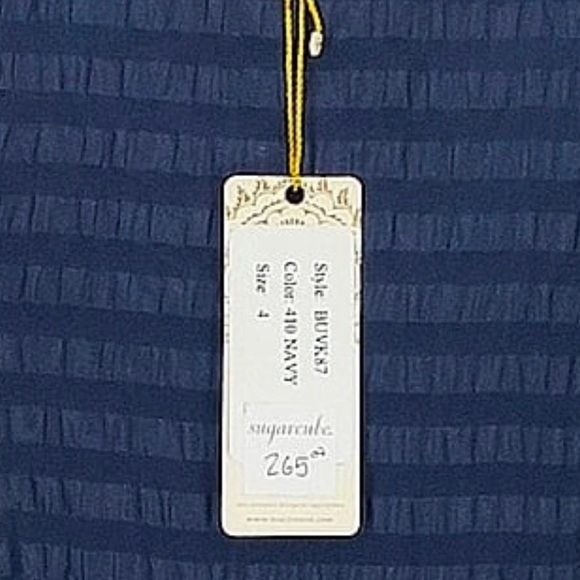 Style BUVK87
Color: 410 NAVY
Size 4
sugarcube.
265